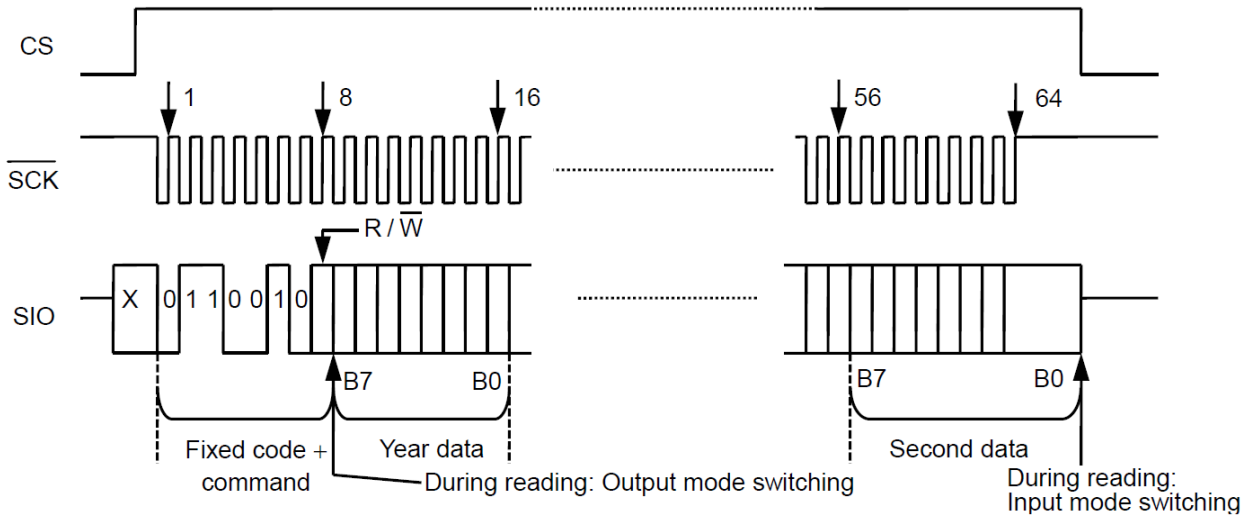 CS
1
8
16
56
64
SCK
R / W
SIO
X 0 1 1 0 0 1 0
B7
B0
B7
B0
Fixed code +
command
Year data
Second data
During reading: Output mode switching
During reading:
Input mode switching